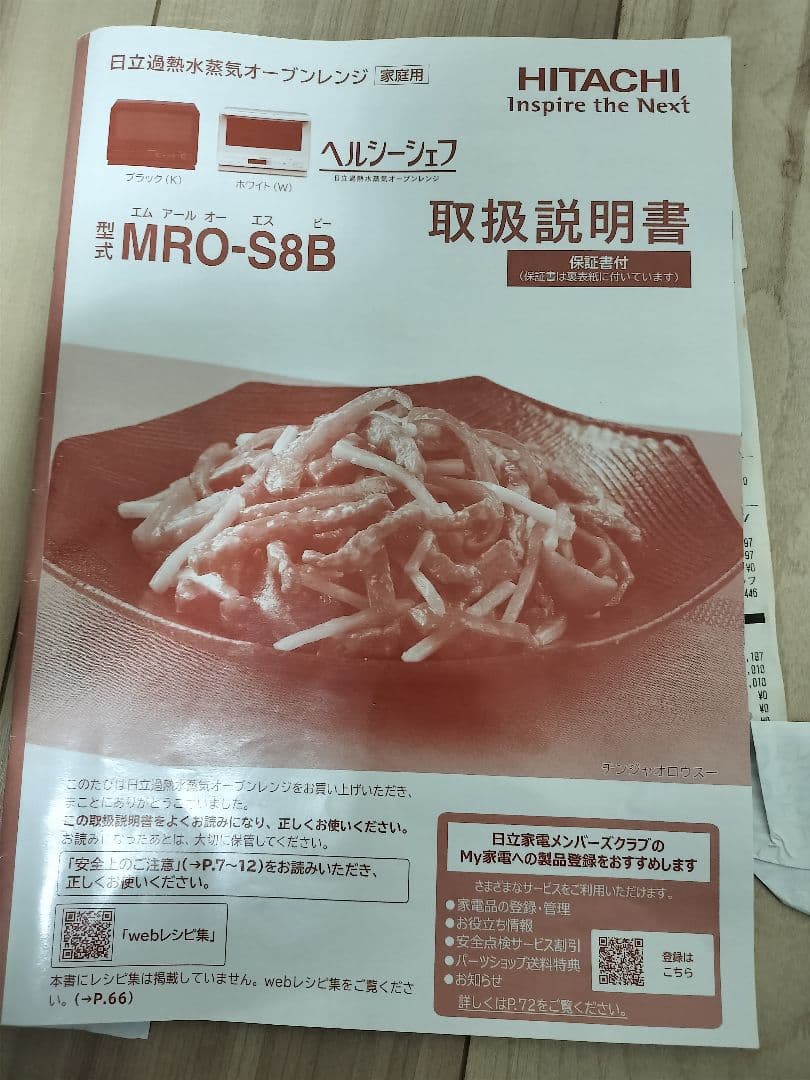 日立過熱水蒸気オーブンレンジ 家庭用
HITACHI
Inspire the Next
ブラック(K)
ホワイト(W)
ヘルシーシェフ
日立過熱水蒸気オーブンレンジ
エム アール オー エス ビー
型式 MRO-S8B
取扱説明書
保証書付
(保証書は裏表紙に付いています)
チンジャオロウスー
このたびは日立過熱水蒸気オーブンレンジをお買い上げいただき、
まことにありがとうございました。
この取扱説明書をよくお読みになり、正しくお使いください。
お読みになったあとは、大切に保管してください。
「安全上のご注意」(→P.7~12)をお読みいただき、
正しくお使いください。
「webレシピ集」
本書にレシピ集は掲載していません。webレシピ集をご覧くださ
い。(→P.66)
日立家電メンバーズクラブの
My家電への製品登録をおすすめします
さまざまなサービスをご利用いただけます。
●家電品の登録・管理
●お役立ち情報
●安全点検サービス割引
●パーツショップ送料特典
●お知らせ
登録は
こちら
詳しくはP.72をご覧ください。
97
97
¥0
446
,187
,010
,010
¥0
¥0
¥0